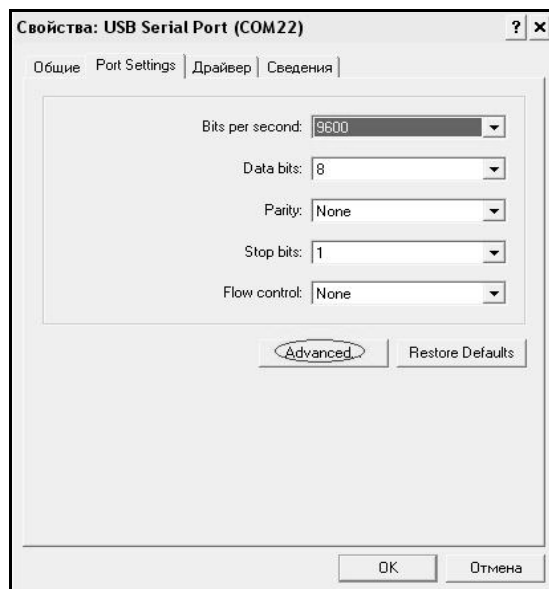 Свойства: USB Serial Port (COM22)
Общие Port Settings Драйвер Сведения
Bits per second: 9600
Data bits: 8
Parity: None
Stop bits: 1
Flow control: None
Advanced... Restore Defaults
OK Отмена